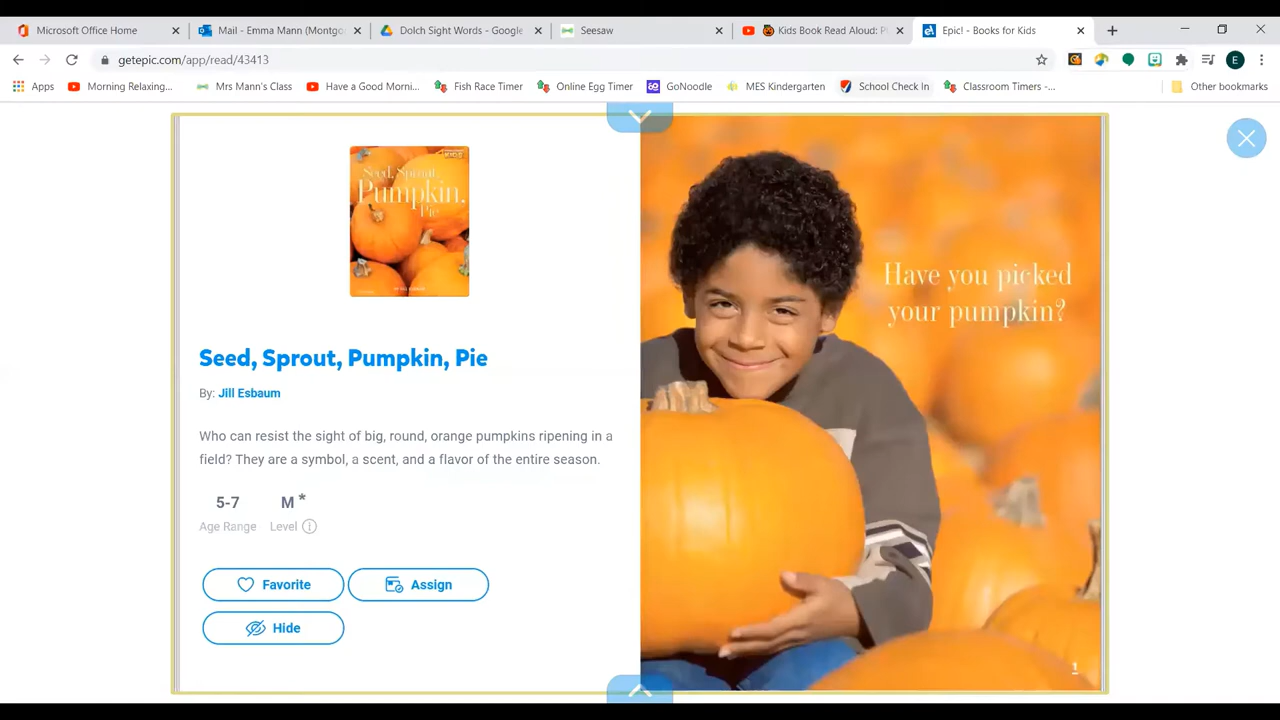 Microsoft Office Home
Mail - Emma Mann (Montgo
Dolch Sight Words - Google
Seesaw
Kids Book Read Aloud: P
Epic! - Books for Kids
getepic.com/app/read/43413
E
Apps
Morning Relaxing...
Mrs Mann's Class
Have a Good Morni...
Fish Race Timer
Online Egg Timer
GoNoodle
MES Kindergarten
School Check In
Classroom Timers -...
Other bookmarks
Seed, Sprout,
Pumpkin,
Pie
Have you picked
your pumpkin?
Seed, Sprout, Pumpkin, Pie
By: Jill Esbaum
Who can resist the sight of big, round, orange pumpkins ripening in a
field? They are a symbol, a scent, and a flavor of the entire season.
5-7 M *
Age Range Level
Favorite
Assign
Hide
1